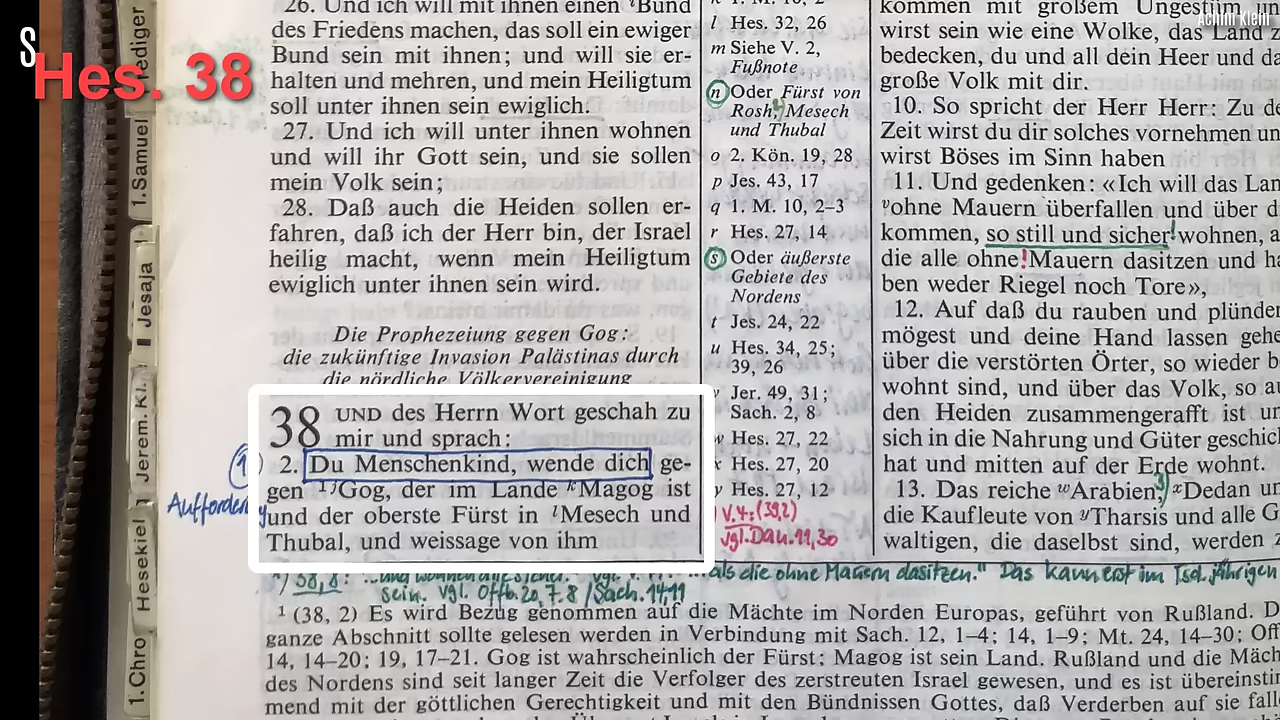 Achim Klein
Hes. 38
ediger
1.Samuel
Jesaja
Jerem. Kl.
Hesekiel
1.Chro
26. Und ich will mit ihnen einen Bund
des Friedens machen, das soll ein ewiger
Bund sein mit ihnen; und will sie er-
halten und mehren, und mein Heiligtum
soll unter ihnen sein ewiglich.
27. Und ich will unter ihnen wohnen
und will ihr Gott sein, und sie sollen
mein Volk sein;
28. Daß auch die Heiden sollen er-
fahren, daß ich der Herr bin, der Israel
heilig macht, wenn mein Heiligtum
ewiglich unter ihnen sein wird.
Die Prophezeiung gegen Gog:
die zukünftige Invasion Palästinas durch
die nördliche Völkervereinigung
38 UND des Herrn Wort geschah zu
mir und sprach:
2. Du Menschenkind, wende dich ge-
gen Gog, der im Lande Magog ist
und der oberste Fürst in Mesech und
Thubal, und weissage von ihm
1
Aufforderung
l Hes. 32, 26
m Siehe V. 2,
Fußnote
n Oder Fürst von
Rosh, Mesech
und Thubal
o 2. Kön. 19, 28
p Jes. 43, 17
q 1. M. 10, 2–3
r Hes. 27, 14
s Oder äußerste
Gebiete des
Nordens
t Jes. 24, 22
u Hes. 34, 25;
39, 26
Jer. 49, 31;
Sach. 2, 8
w Hes. 27, 22
x Hes. 27, 20
y Hes. 27, 12
V.4: (39,2)
vgl. Dan. 11,30
kommen mit großem Ungestüm
wirst sein wie eine Wolke, das Land
bedecken, du und all dein Heer und
große Volk mit dir.
10. So spricht der Herr Herr: Zu
Zeit wirst du dir solches vornehmen
wirst Böses im Sinn haben
11. Und gedenken: «Ich will das
ohne Mauern überfallen und über
kommen, so still und sicher! wohnen,
die alle ohne! Mauern dasitzen und
ben weder Riegel noch Tore»,
12. Auf daß du rauben und plünder
mögest und deine Hand lassen
über die verstörten Örter, so wieder
wohnt sind, und über das Volk, so
den Heiden zusammengerafft ist
sich in die Nahrung und Güter
hat und mitten auf der Erde wohnt.
13. Das reiche Arabien, Dedan
die Kaufleute von Tharsis und alle
waltigen, die daselbst sind, werden
38,8: ...als die ohne Mauern dasitzen." Das kann erst im Tsd. jährigen
sein. vgl. Offb. 20,7.8 / Sach. 14,11
1 (38, 2) Es wird Bezug genommen auf die Mächte im Norden Europas, geführt von Rußland.
ganze Abschnitt sollte gelesen werden in Verbindung mit Sach. 12, 1–4; 14, 1–9; Mt. 24, 14–30;
14, 14–20; 19, 17–21. Gog ist wahrscheinlich der Fürst; Magog ist sein Land. Rußland und die
des Nordens sind seit langer Zeit die Verfolger des zerstreuten Israel gewesen, und es ist
mend mit der göttlichen Gerechtigkeit und mit den Bündnissen Gottes, daß Verderben auf sie